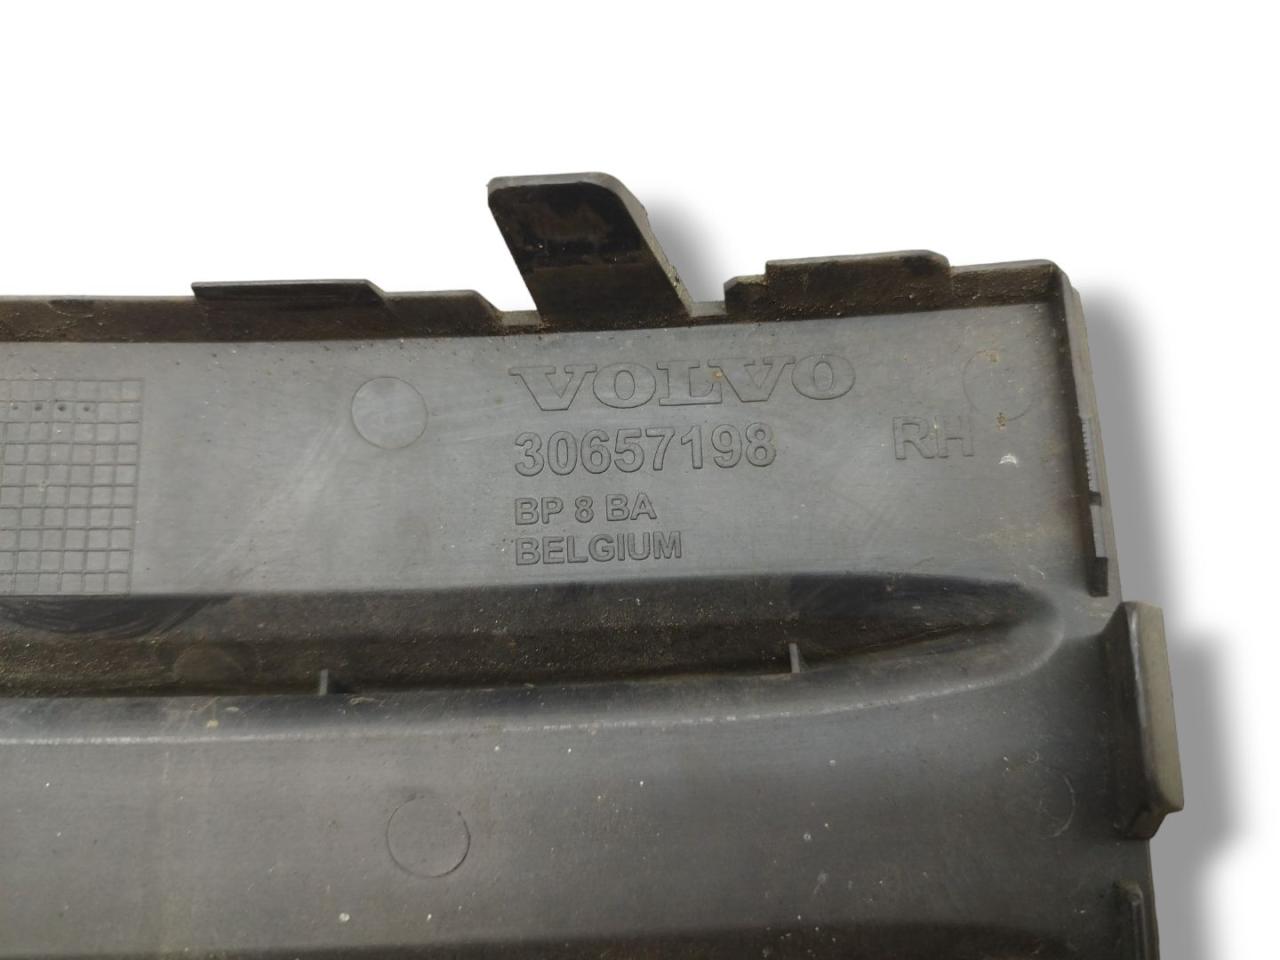 VOLVO
30657198
RH
BP 8 BA
BELGIUM